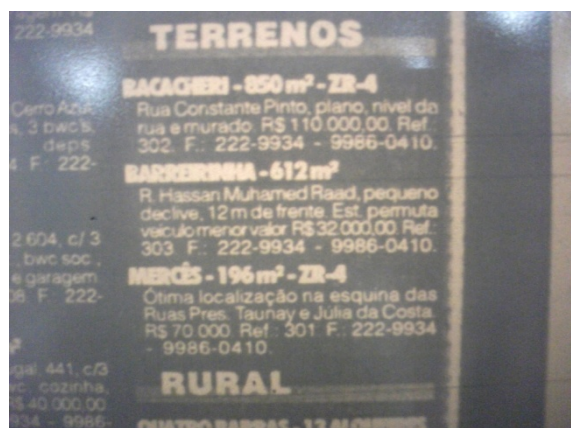 222-9934
TERRENOS
BACACHERI - 850 m² - ZR-4
Rua Constante Pinto, plano, nível da
rua e murado. R$ 110.000,00. Ref.:
302. F.: 222-9934 - 9986-0410.
BARREIRINHA - 612 m²
R. Hassan Muhamed Raad, pequeno
declive, 12 m de frente. Est. permuta
veiculo menor valor R$ 32.000,00. Ref.:
303. F.: 222-9934 - 9986-0410.
MERCÊS - 196 m² - ZR-4
Ótima localização na esquina das
Ruas Pres. Taunay e Júlia da Costa.
R$ 70.000. Ref.: 301. F.: 222-9934
- 9986-0410.
RURAL
QUATRO BARRAS - 12 ALQUEIRES
Cerro Azul,
3 bwc's,
deps.
F. 222-
2.604, c/ 3
, bwc soc.,
e garagem
F. 222-
441, c/3
cozinha,
$ 40.000,00
934 - 9986-